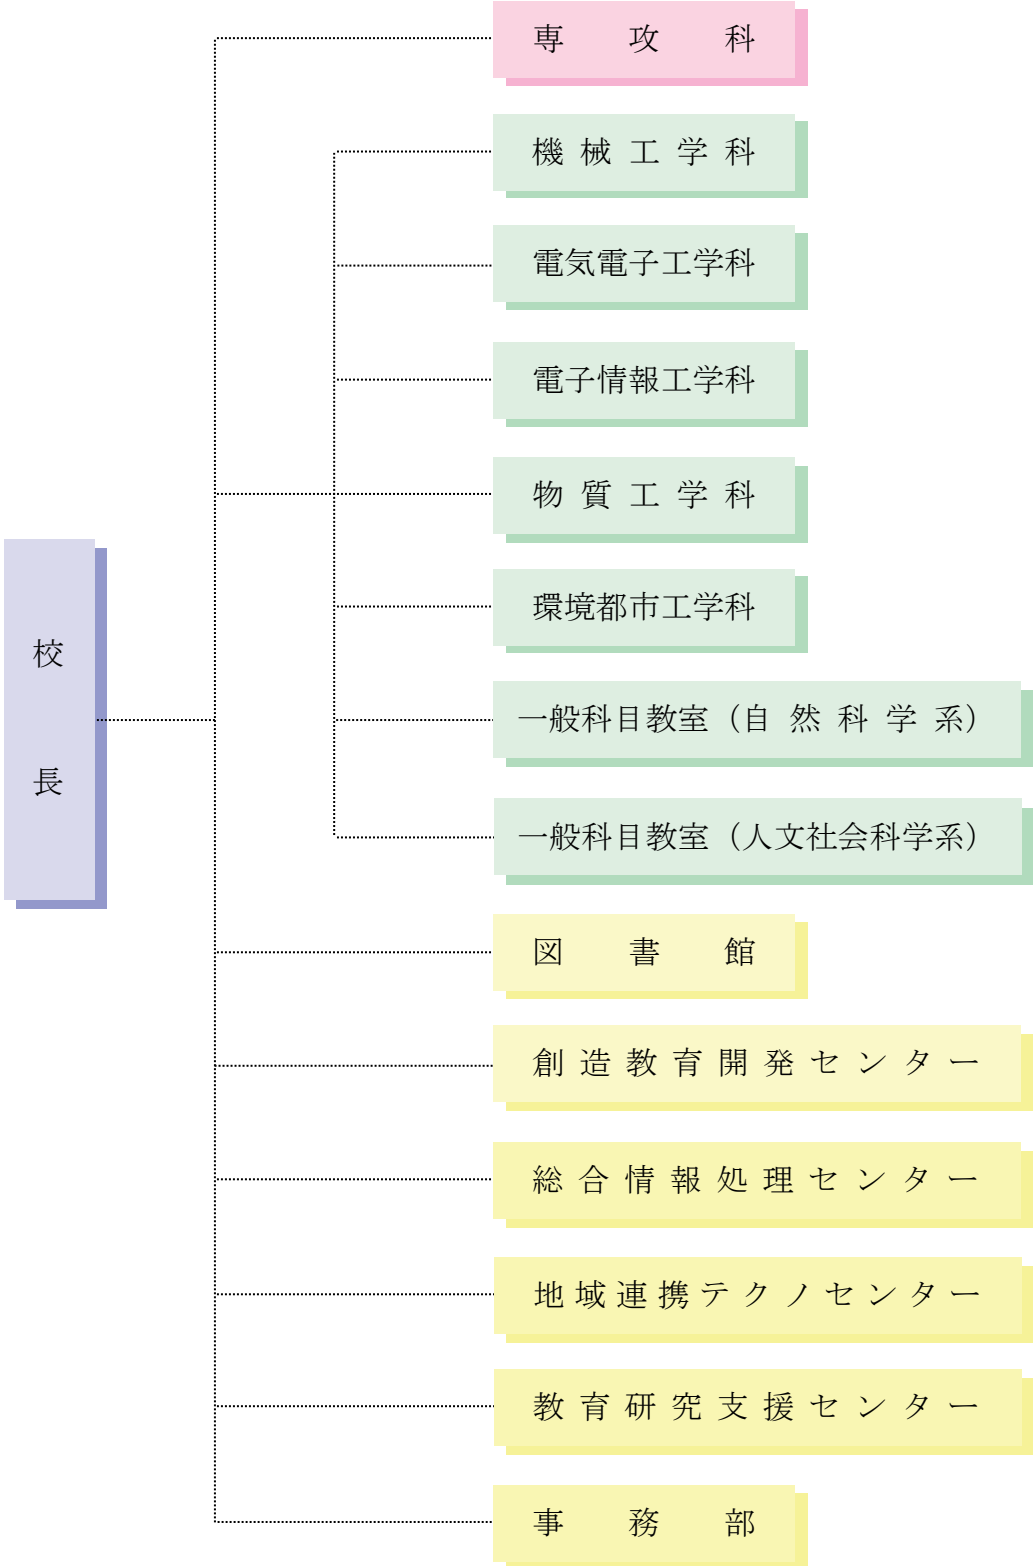 専攻科
機械工学科
電気電子工学科
電子情報工学科
物質工学科
環境都市工学科
一般科目教室（自然科学系）
校長
一般科目教室（人文社会科学系）
図書館
創造教育開発センター
総合情報処理センター
地域連携テクノセンター
教育研究支援センター
事務部